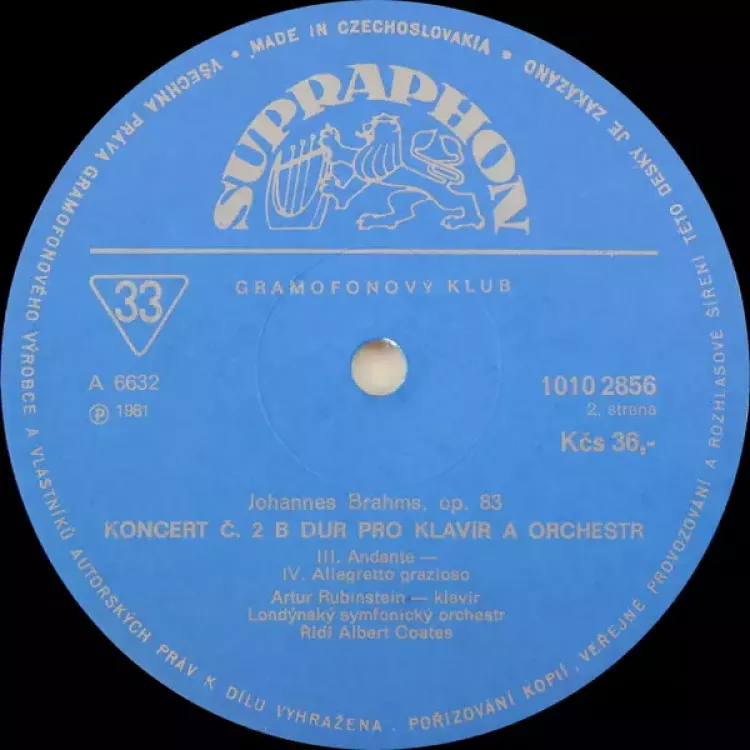 MADE IN CZECHOSLOVAKIA •
VŠECHNA PRÁVA GRAMOFONOVÉHO VÝROBCE A VLASTNÍKŮ AUTORSKÝCH PRÁV K DÍLU VYHRAŽENA. POŘIZOVÁNÍ KOPIÍ, VEŘEJNÉ PROVOZOVÁNÍ A ROZHLASOVÉ ŠÍŘENÍ TÉTO DESKY JE ZAKÁZÁNO
SUPRAPHON
GRAMOFONOVÝ KLUB
33
A 6632
℗ 1981
1010 2856
2. strana
Kčs 36,-
Johannes Brahms, op. 83
KONCERT Č. 2 B DUR PRO KLAVÍR A ORCHESTR
III. Andante —
IV. Allegretto grazioso
Artur Rubinstein — klavír
Londýnský symfonický orchestr
Řídí Albert Coates